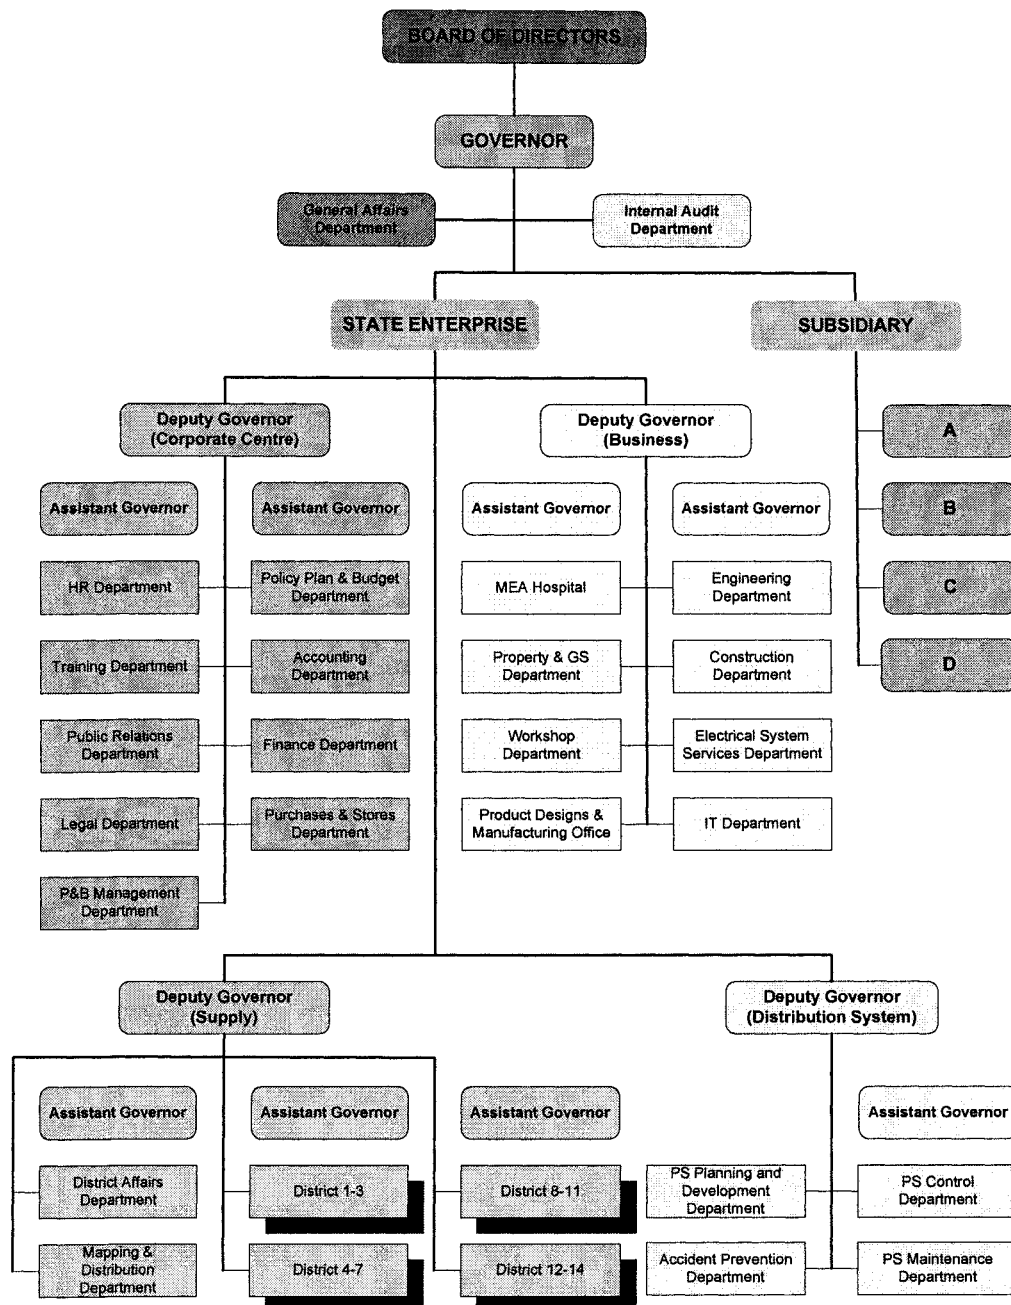 BOARD OF DIRECTORS
GOVERNOR
General Affairs
Department
Internal Audit
Department
STATE ENTERPRISE
SUBSIDIARY
Deputy Governor
(Corporate Centre)
Deputy Governor
(Business)
A
B
C
D
Assistant Governor
Assistant Governor
Assistant Governor
Assistant Governor
HR Department
Policy Plan & Budget
Department
MEA Hospital
Engineering
Department
Training Department
Accounting
Department
Property & GS
Department
Construction
Department
Public Relations
Department
Finance Department
Workshop
Department
Electrical System
Services Department
Legal Department
Purchases & Stores
Department
Product Designs &
Manufacturing Office
IT Department
P&B Management
Department
Deputy Governor
(Supply)
Deputy Governor
(Distribution System)
Assistant Governor
Assistant Governor
Assistant Governor
Assistant Governor
District Affairs
Department
District 1-3
District 8-11
PS Planning and
Development
Department
PS Control
Department
Mapping &
Distribution
Department
District 4-7
District 12-14
Accident Prevention
Department
PS Maintenance
Department